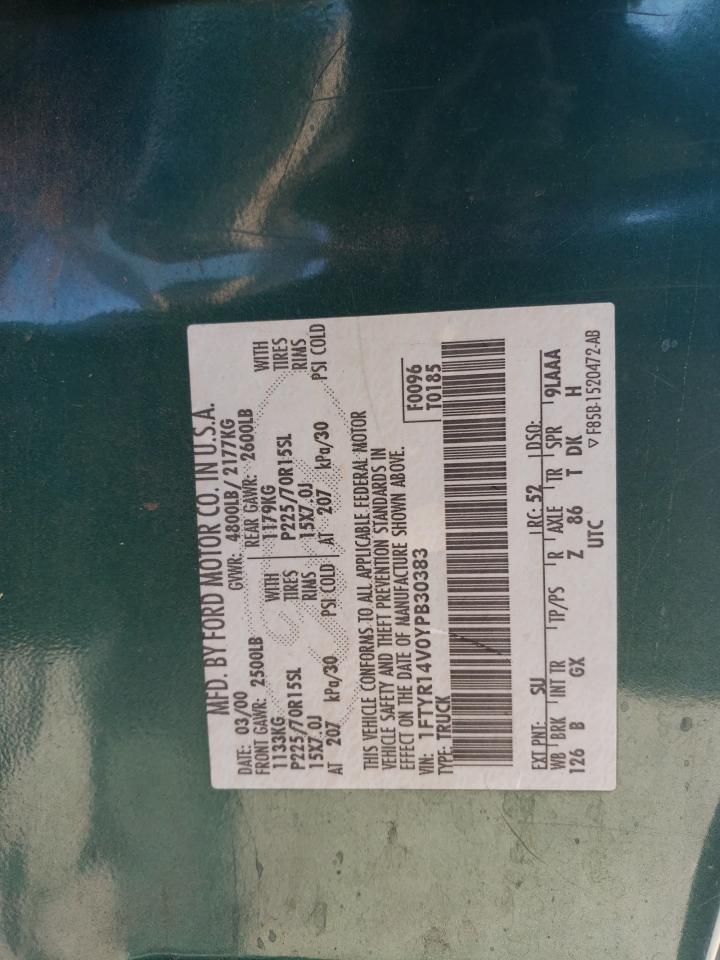 MFD. BY FORD MOTOR CO. IN U.S.A.
DATE: 03/00 GVWR: 4800LB/ 2177KG
FRONT GAWR: 2500LB REAR GAWR: 2600LB
1133KG WITH 1179KG WITH
P225/70R15SL TIRES P225/70R15SL TIRES
15X7.0J RIMS 15X7.0J RIMS
AT 207 kPa/30 PSI COLD AT 207 kPa/30 PSI COLD
THIS VEHICLE CONFORMS TO ALL APPLICABLE FEDERAL MOTOR
VEHICLE SAFETY AND THEFT PREVENTION STANDARDS IN
EFFECT ON THE DATE OF MANUFACTURE SHOWN ABOVE.
VIN: 1FTYR14V0YPB30383 F0096
TYPE: TRUCK T0185
EXT PNT: SU RC: 52 DSO:
WB BRK INT TR TP/PS R AXLE TR SPR 9LAAA
126 B GX Z 86 T DK H
UTC ▽ F85B-1520472-AB